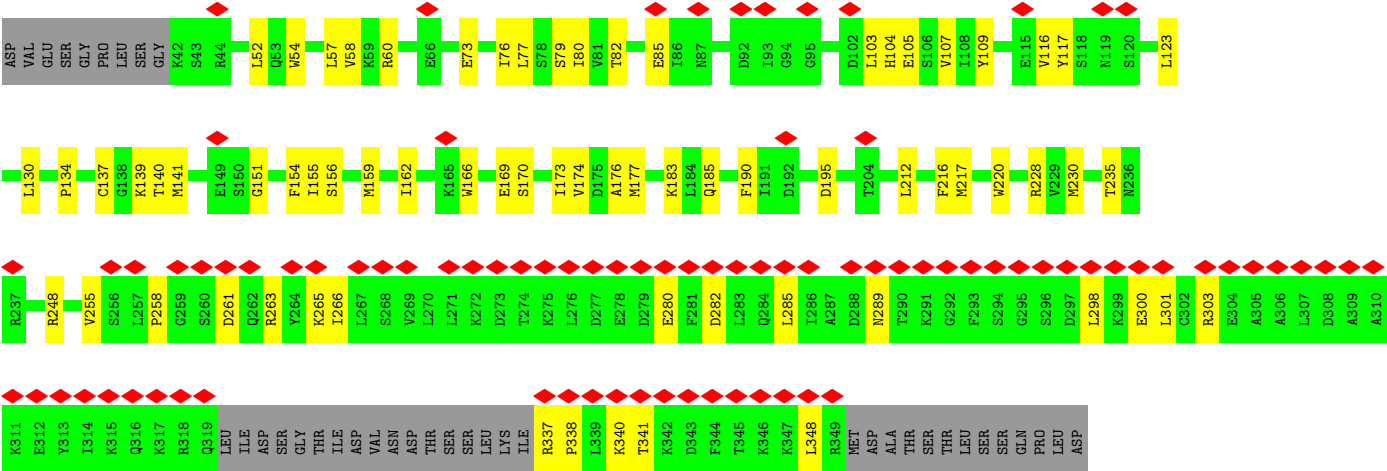 ASP VAL GLU SER GLY PRO LEU SER GLY K42 S43 R44 L52 Q53 W54 L57 V58 K59 R60 E66 E73 I76 L77 S78 S79 I80 V81 T82 E85 I86 N87 D92 I93 G94 G95 D102 L103 H104 E105 S106 V107 I108 Y109 E115 V116 Y117 S118 N119 S120 L123
L130 P134 C137 G138 K139 T140 M141 E149 S150 G151 F154 I155 S156 M159 I162 K165 W166 E169 S170 I173 V174 D175 A176 M177 K183 L184 Q185 F190 I191 D192 D195 T204 L212 F216 M217 W220 R228 V229 M230 T235 N236
R237 R248 V255 S256 L257 P258 G259 S260 D261 Q262 R263 Y264 K265 I266 L267 S268 V269 L270 L271 K272 D273 T274 K275 L276 D277 E278 D279 E280 F281 D282 L283 Q284 L285 I286 A287 D288 N289 T290 K291 G292 F293 S294 G295 S296 D297 L298 K299 E300 L301 C302 R303 E304 A305 A306 L307 D308 A309 A310
K311 E312 Y313 I314 K315 Q316 K317 R318 Q319 LEU ILE ASP SER GLY THR ILE ASP VAL ASN ASP THR SER SER LEU LYS ILE R337 P338 L339 K340 T341 K342 D343 F344 T345 K346 K347 L348 R349 MET ASP ALA THR SER THR LEU SER SER GLN PRO LEU ASP